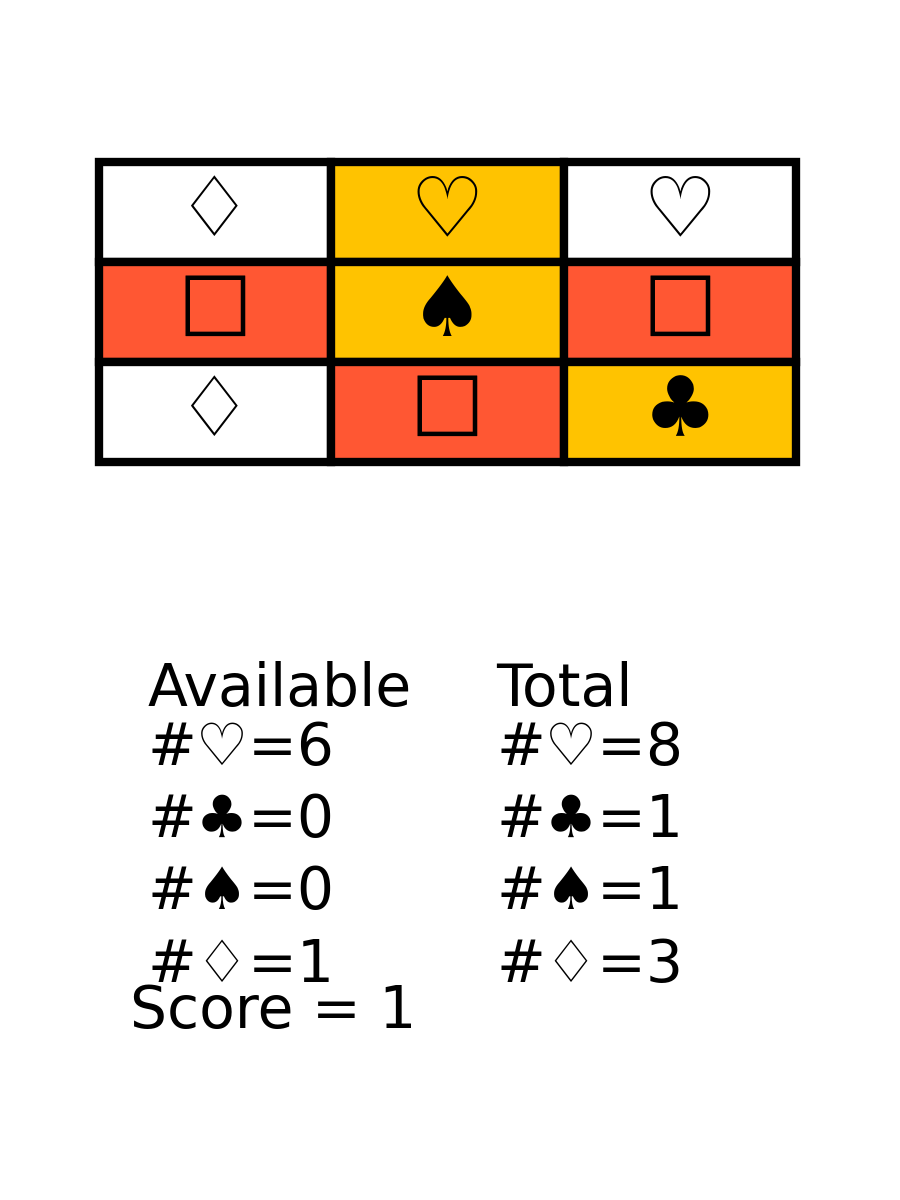 ♢ ♡ ♡
□ ♠ □
♢ □ ♣
Available
#♡=6
#♣=0
#♠=0
#♢=1
Total
#♡=8
#♣=1
#♠=1
#♢=3
Score = 1